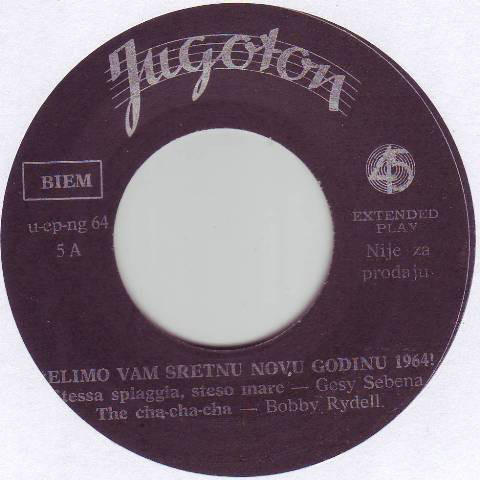 Jugoton
BIEM
45
u-ep-ng 64
5 A
EXTENDED
PLAY
Nije za
prodaju
ELIMO VAM SRETNU NOVU GODINU 1964!
tessa spiaggia, steso mare — Gesy Sebena
The cha-cha-cha — Bobby Rydell.